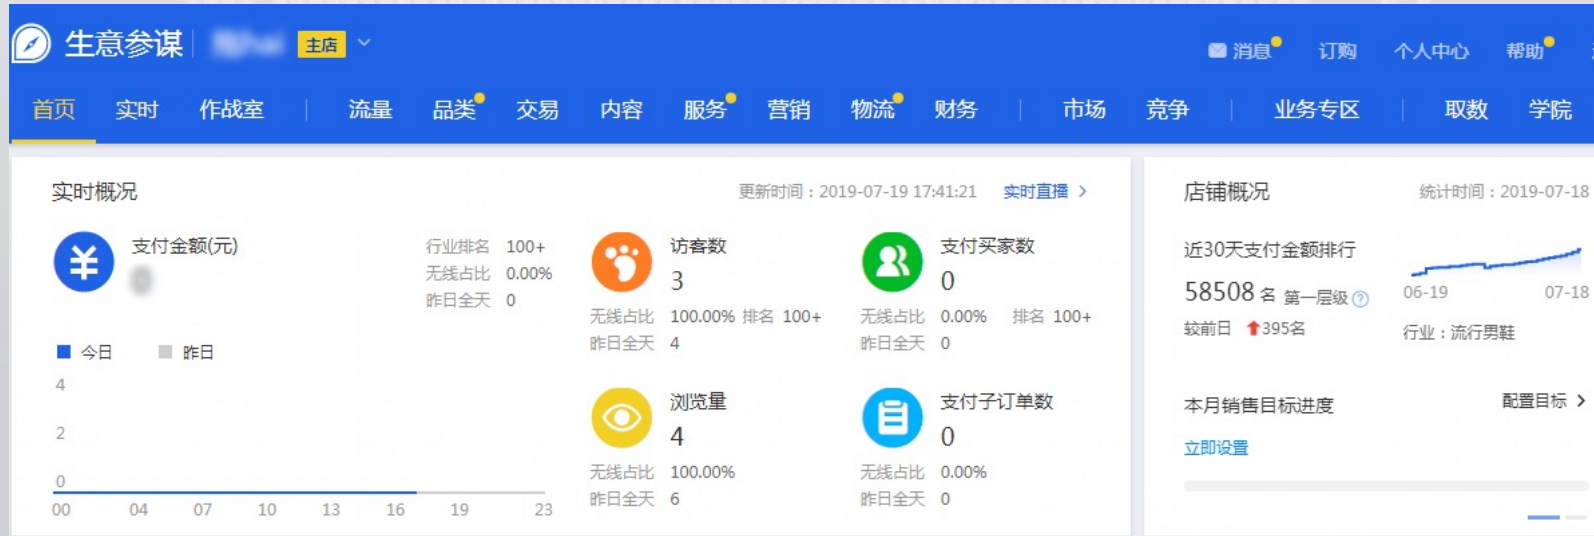 生意参谋 主店
消息 订购 个人中心 帮助
首页 实时 作战室 流量 品类 交易 内容 服务 营销 物流 财务 市场 竞争 业务专区 取数 学院
实时概况 更新时间：2019-07-19 17:41:21 实时直播 >
支付金额(元)
行业排名 100+
无线占比 0.00%
昨日全天 0
今日 昨日
4
2
0
00 04 07 10 13 16 19 23
访客数
3
无线占比 100.00% 排名 100+
昨日全天 4
支付买家数
0
无线占比 0.00% 排名 100+
昨日全天 0
浏览量
4
无线占比 100.00%
昨日全天 6
支付子订单数
0
无线占比 0.00%
昨日全天 0
店铺概况 统计时间：2019-07-18
近30天支付金额排行
58508 名 第一层级 ?
较前日 395名
06-19 07-18
行业：流行男鞋
本月销售目标进度 配置目标 >
立即设置